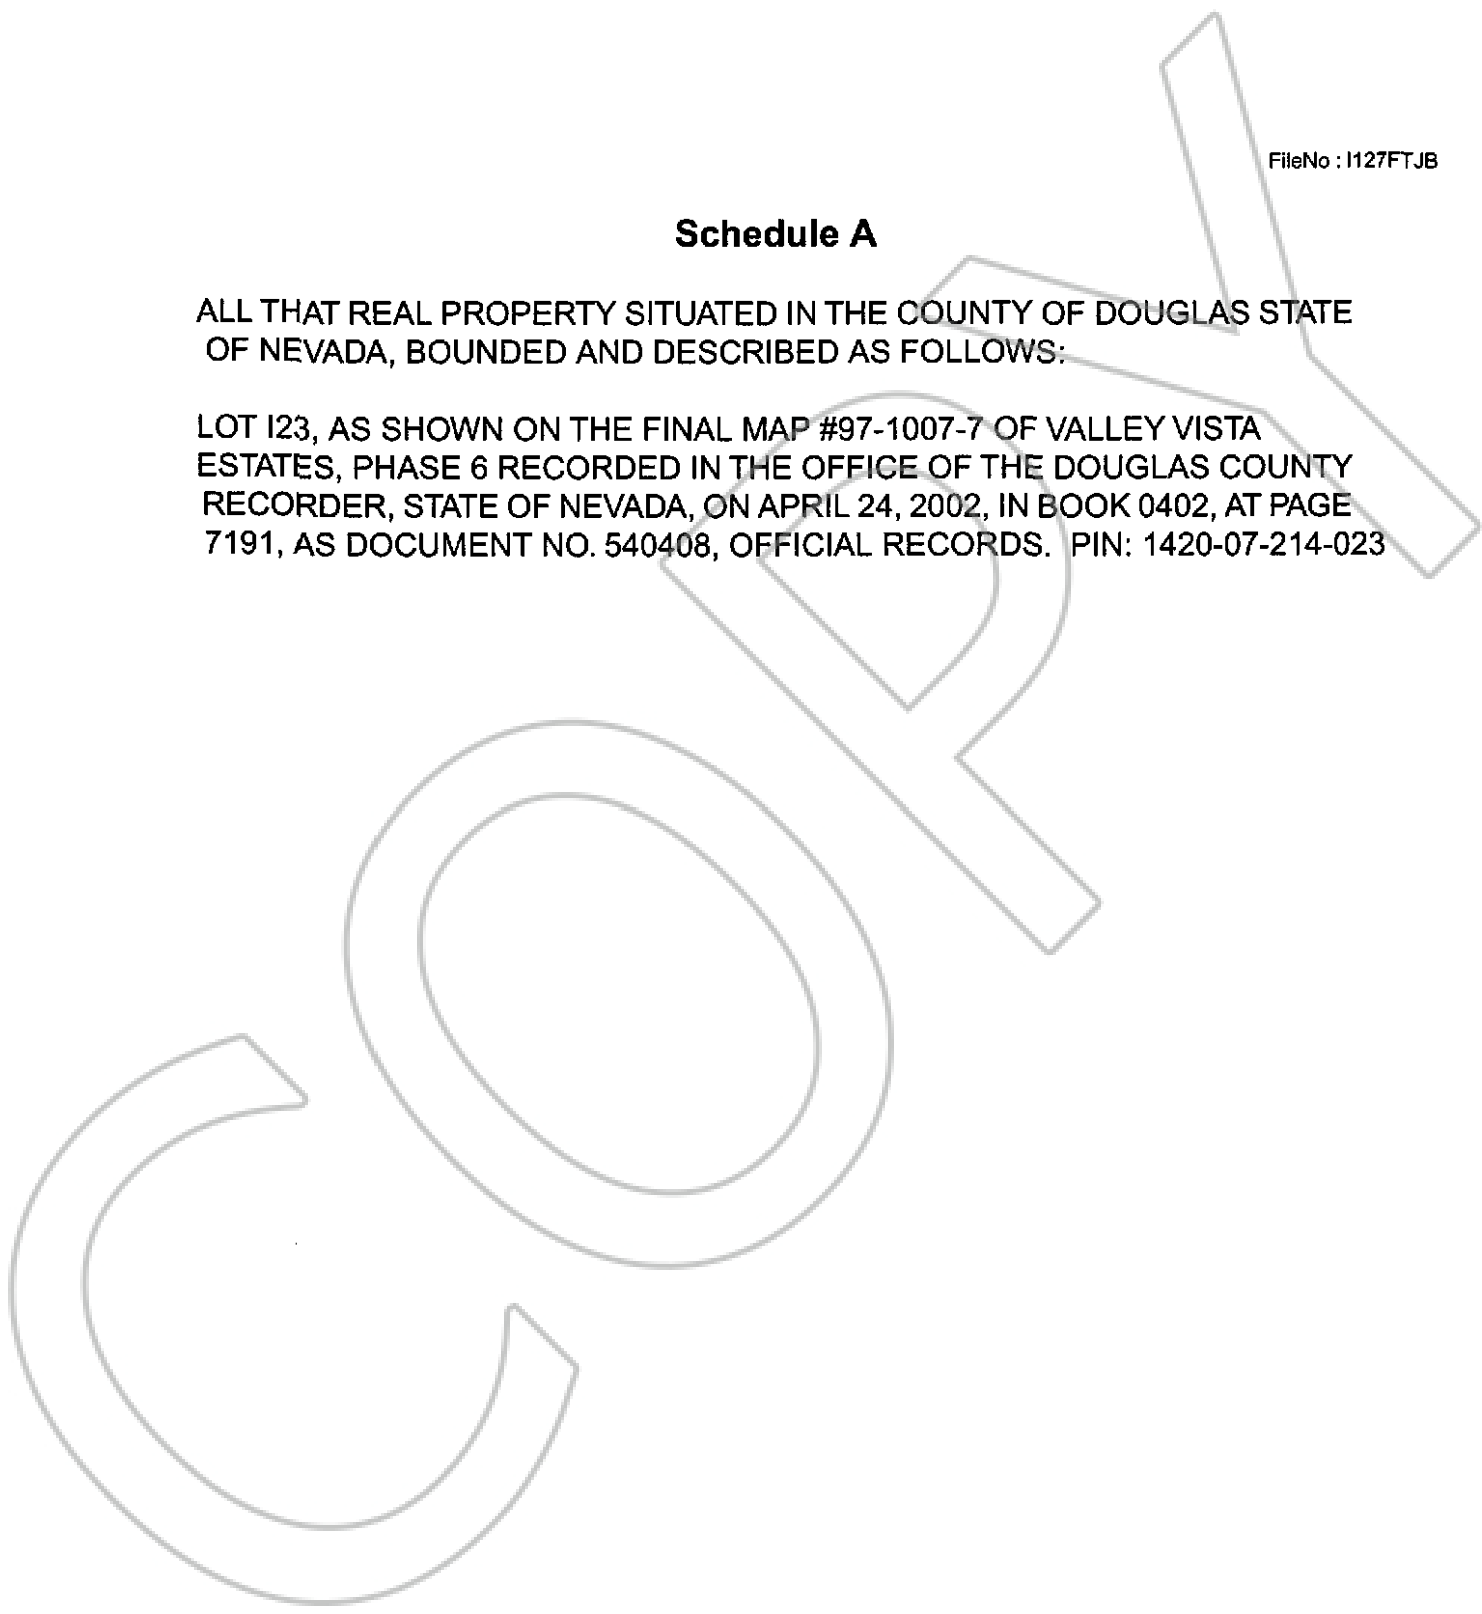 FileNo : I127FTJB
Schedule A
ALL THAT REAL PROPERTY SITUATED IN THE COUNTY OF DOUGLAS STATE
OF NEVADA, BOUNDED AND DESCRIBED AS FOLLOWS:
LOT I23, AS SHOWN ON THE FINAL MAP #97-1007-7 OF VALLEY VISTA
ESTATES, PHASE 6 RECORDED IN THE OFFICE OF THE DOUGLAS COUNTY
RECORDER, STATE OF NEVADA, ON APRIL 24, 2002, IN BOOK 0402, AT PAGE
7191, AS DOCUMENT NO. 540408, OFFICIAL RECORDS. PIN: 1420-07-214-023
COPY